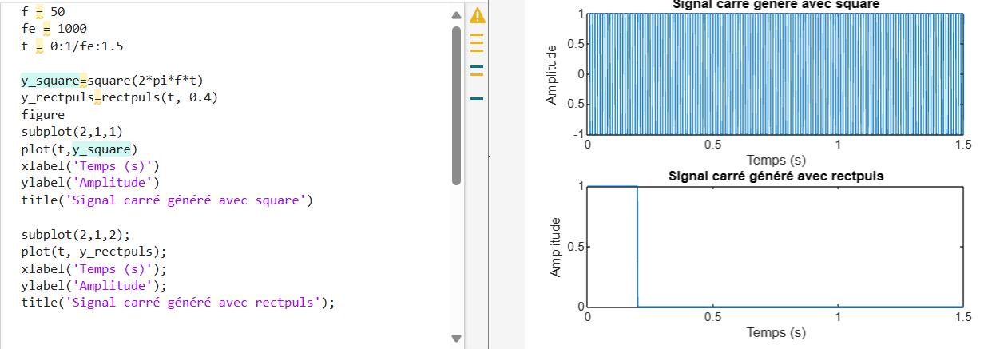 f = 50
fe = 1000
t = 0:1/fe:1.5
y_square=square(2*pi*f*t)
y_rectpuls=rectpuls(t, 0.4)
figure
subplot(2,1,1)
plot(t,y_square)
xlabel('Temps (s)')
ylabel('Amplitude')
title('Signal carré généré avec square')
subplot(2,1,2);
plot(t, y_rectpuls);
xlabel('Temps (s)');
ylabel('Amplitude');
title('Signal carré généré avec rectpuls');
Signal carré généré avec square
Amplitude
1
0.5
0
-0.5
-1
0 0.5 1 1.5
Temps (s)
Signal carré généré avec rectpuls
Amplitude
1
0.5
0
0 0.5 1 1.5
Temps (s)